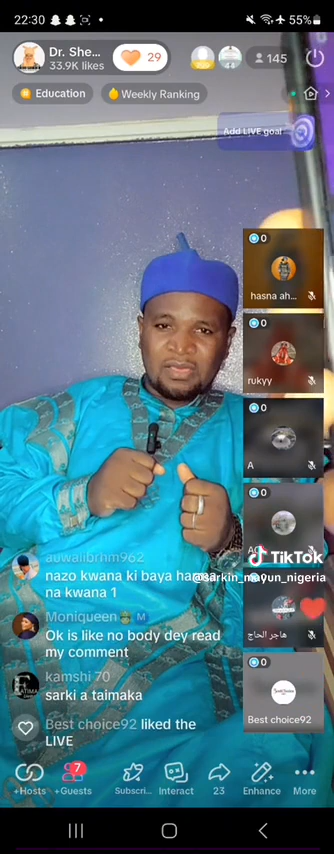 22:30
55%
Dr. She...
33.9K likes
29
145
Education
Weekly Ranking
Add LIVE goal
0
hasna ah...
0
rukyy
0
A
0
TikTok
@sarkin_mayun_nigeria
هاجر الحاج
0
Best choice92
auwalibrhm962
nazo kwana ki baya
na kwana 1
Moniqueen M
Ok is like no body dey read
my comment
kamshi 70
sarki a taimaka
Best choice92 liked the
LIVE
7
+Hosts
+Guests
Subscri...
Interact
23
Enhance
More